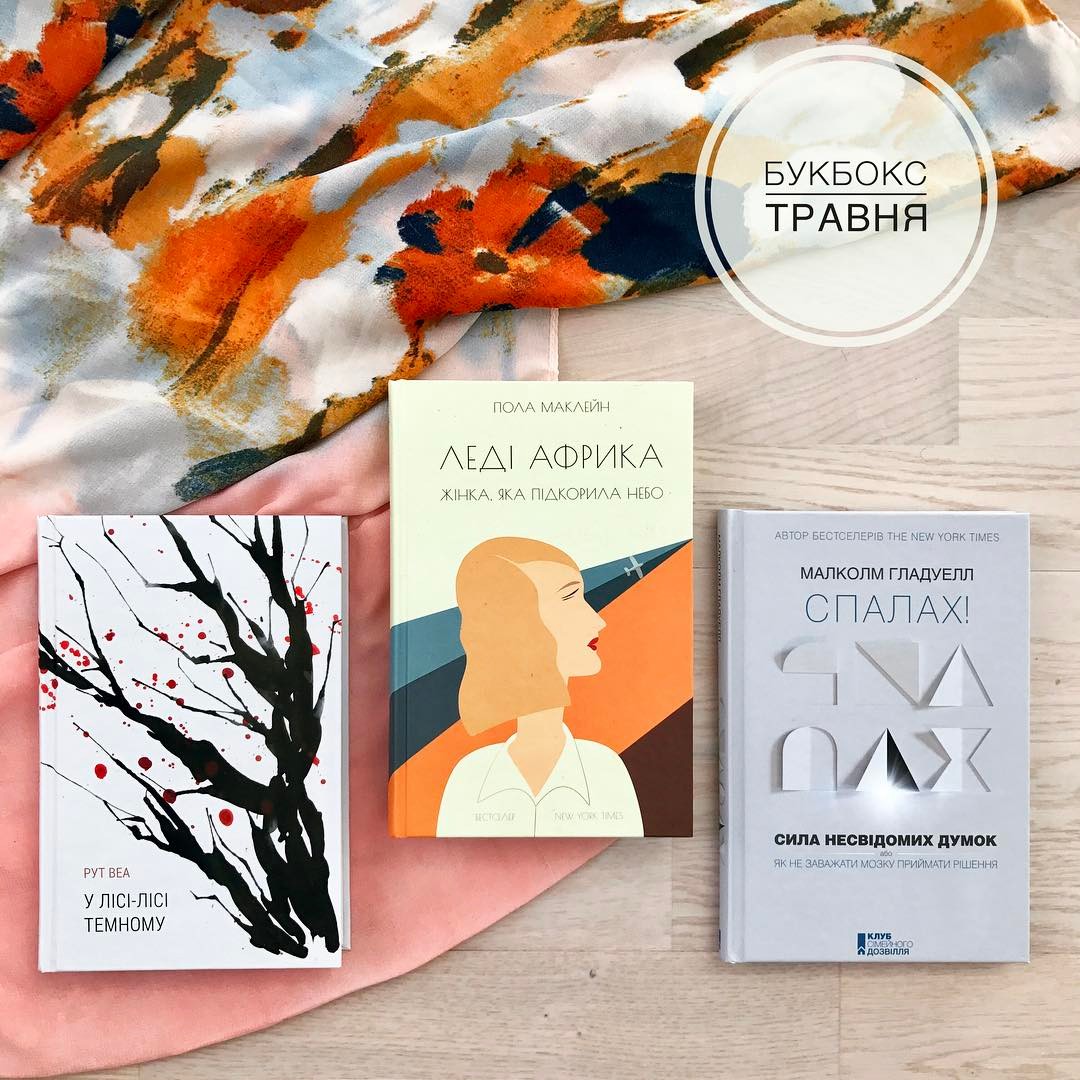 БУКБОКС
ТРАВНЯ
ПОЛА МАКЛЕЙН
ЛЕДІ АФРИКА
ЖІНКА, ЯКА ПІДКОРИЛА НЕБО
БЕСТСЕЛЕР NEW YORK TIMES
РУТ ВЕА
У ЛІСІ-ЛІСІ
ТЕМНОМУ
АВТОР БЕСТСЕЛЕРІВ THE NEW YORK TIMES
МАЛКОЛМ ГЛАДУЕЛЛ
СПАЛАХ!
СПА
ЛАХ
СИЛА НЕСВІДОМИХ ДУМОК
або
ЯК НЕ ЗАВАЖАТИ МОЗКУ ПРИЙМАТИ РІШЕННЯ
КЛУБ
СІМЕЙНОГО
ДОЗВІЛЛЯ